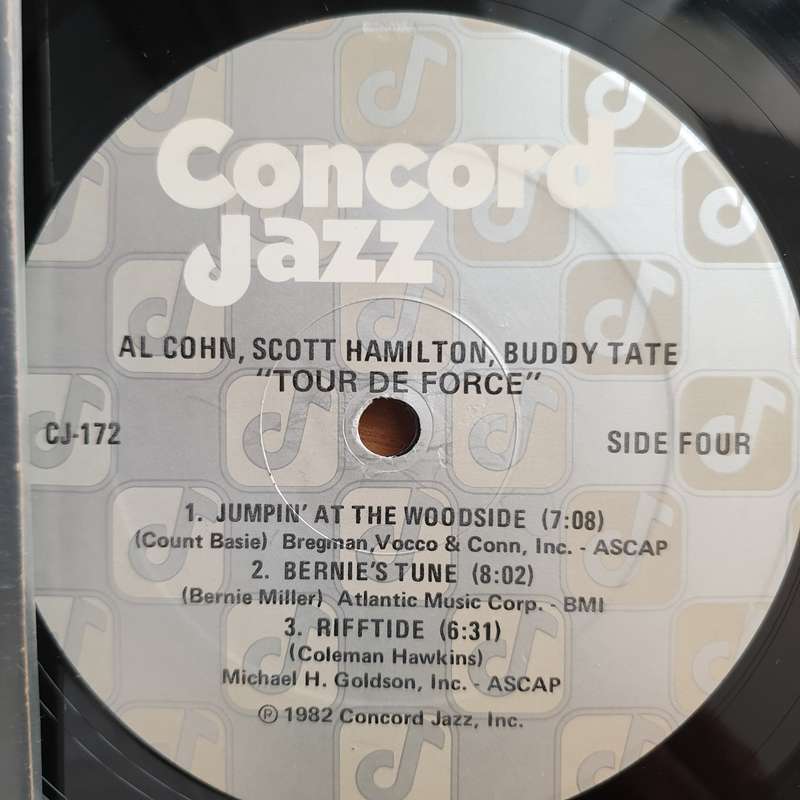 Concord
Jazz
AL COHN, SCOTT HAMILTON, BUDDY TATE
"TOUR DE FORCE"
CJ-172
SIDE FOUR
1. JUMPIN' AT THE WOODSIDE (7:08)
(Count Basie) Bregman,Vocco & Conn, Inc. - ASCAP
2. BERNIE'S TUNE (8:02)
(Bernie Miller) Atlantic Music Corp. - BMI
3. RIFFTIDE (6:31)
(Coleman Hawkins)
Michael H. Goldson, Inc. - ASCAP
℗ 1982 Concord Jazz, Inc.